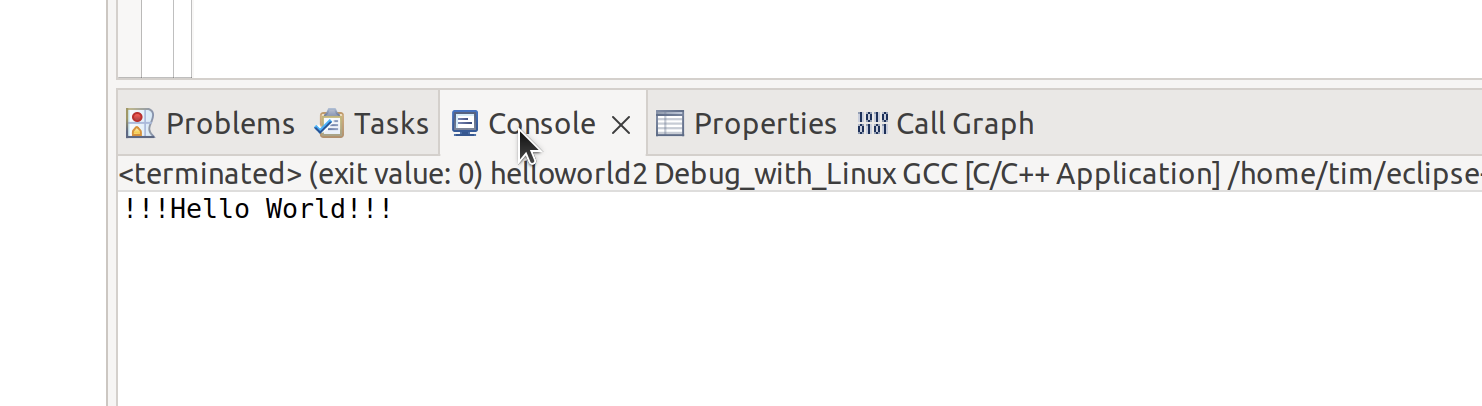 Problems Tasks Console Properties Call Graph
<terminated> (exit value: 0) helloworld2 Debug_with_Linux GCC [C/C++ Application] /home/tim/eclipse-
!!!Hello World!!!